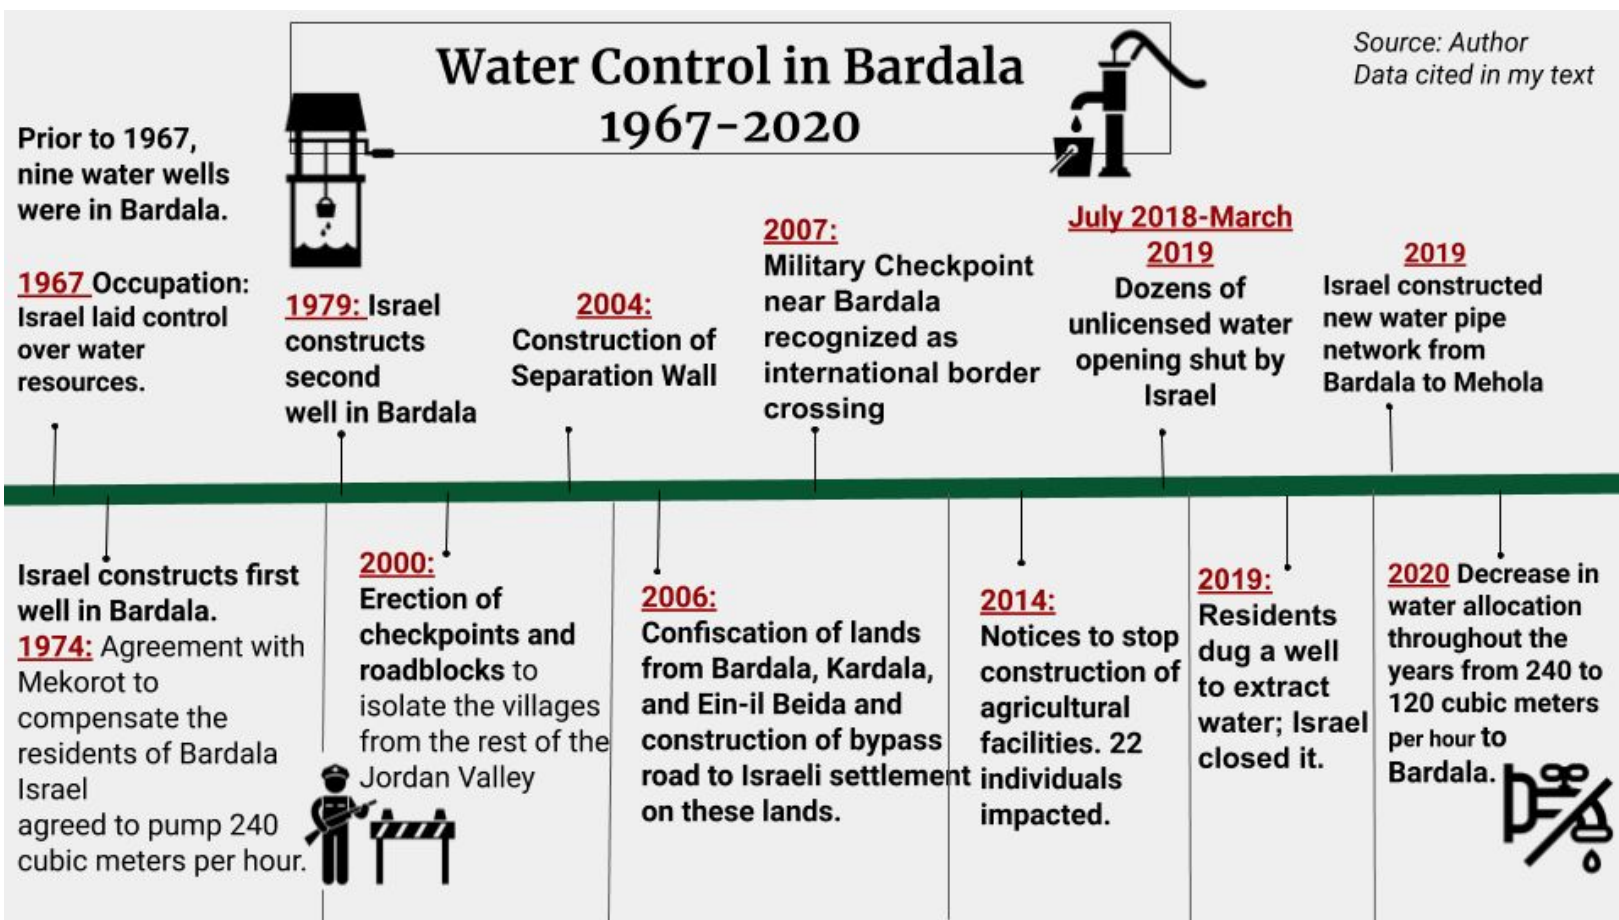 Water Control in Bardala
1967-2020
Source: Author
Data cited in my text
Prior to 1967,
nine water wells
were in Bardala.
1967 Occupation:
Israel laid control
over water
resources.
1979: Israel
constructs
second
well in Bardala
2004:
Construction of
Separation Wall
2007:
Military Checkpoint
near Bardala
recognized as
international border
crossing
July 2018-March
2019
Dozens of
unlicensed water
opening shut by
Israel
2019
Israel constructed
new water pipe
network from
Bardala to Mehola
Israel constructs first
well in Bardala.
1974: Agreement with
Mekorot to
compensate the
residents of Bardala
Israel
agreed to pump 240
cubic meters per hour.
2000:
Erection of
checkpoints and
roadblocks to
isolate the villages
from the rest of the
Jordan Valley
2006:
Confiscation of lands
from Bardala, Kardala,
and Ein-il Beida and
construction of bypass
road to Israeli settlement
on these lands.
2014:
Notices to stop
construction of
agricultural
facilities. 22
individuals
impacted.
2019:
Residents
dug a well
to extract
water; Israel
closed it.
2020 Decrease in
water allocation
throughout the
years from 240 to
120 cubic meters
per hour to
Bardala.